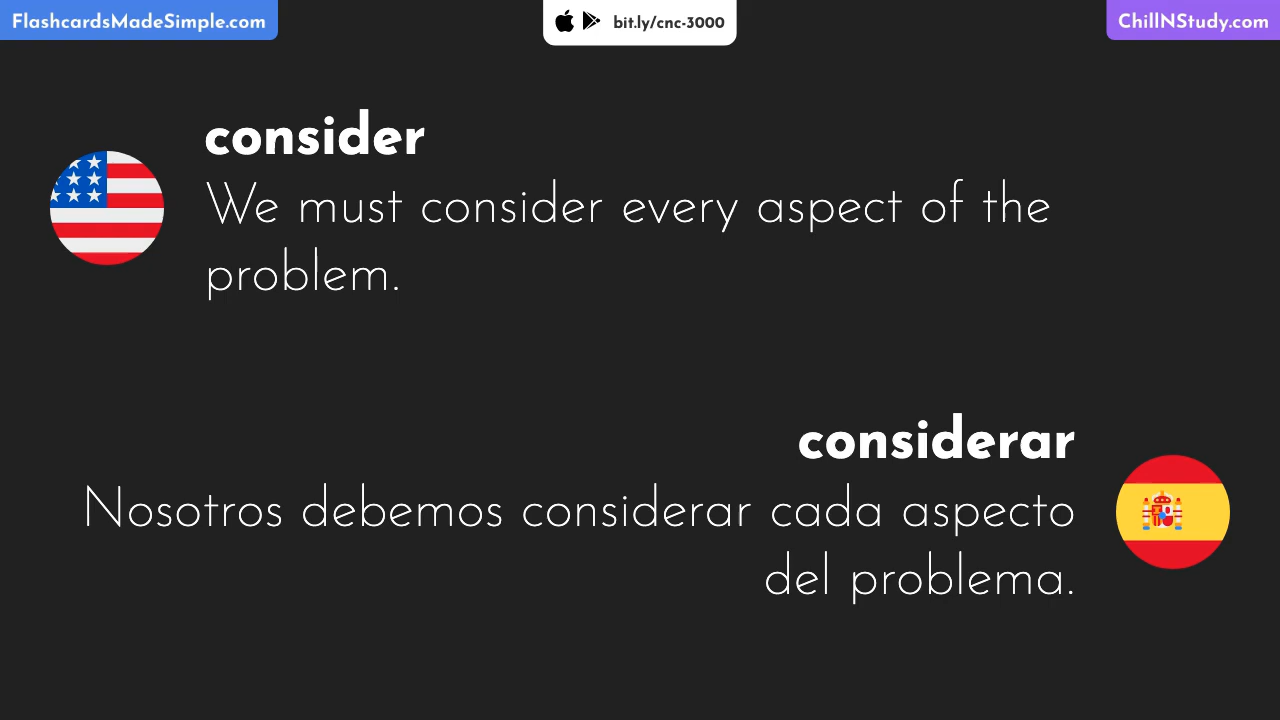 FlashcardsMadeSimple.com
bit.ly/cnc-3000
ChillNStudy.com
consider
We must consider every aspect of the
problem.
considerar
Nosotros debemos considerar cada aspecto
del problema.